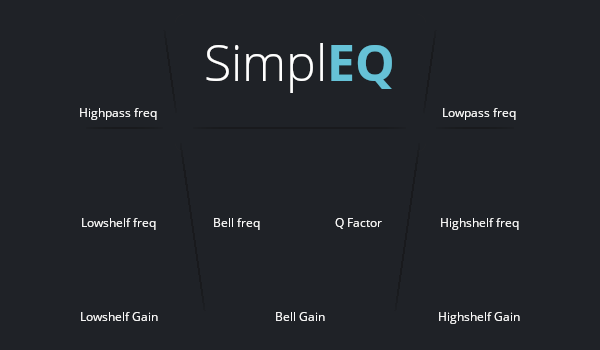 SimplEQ
Highpass freq
Lowpass freq
Lowshelf freq
Bell freq
Q Factor
Highshelf freq
Lowshelf Gain
Bell Gain
Highshelf Gain